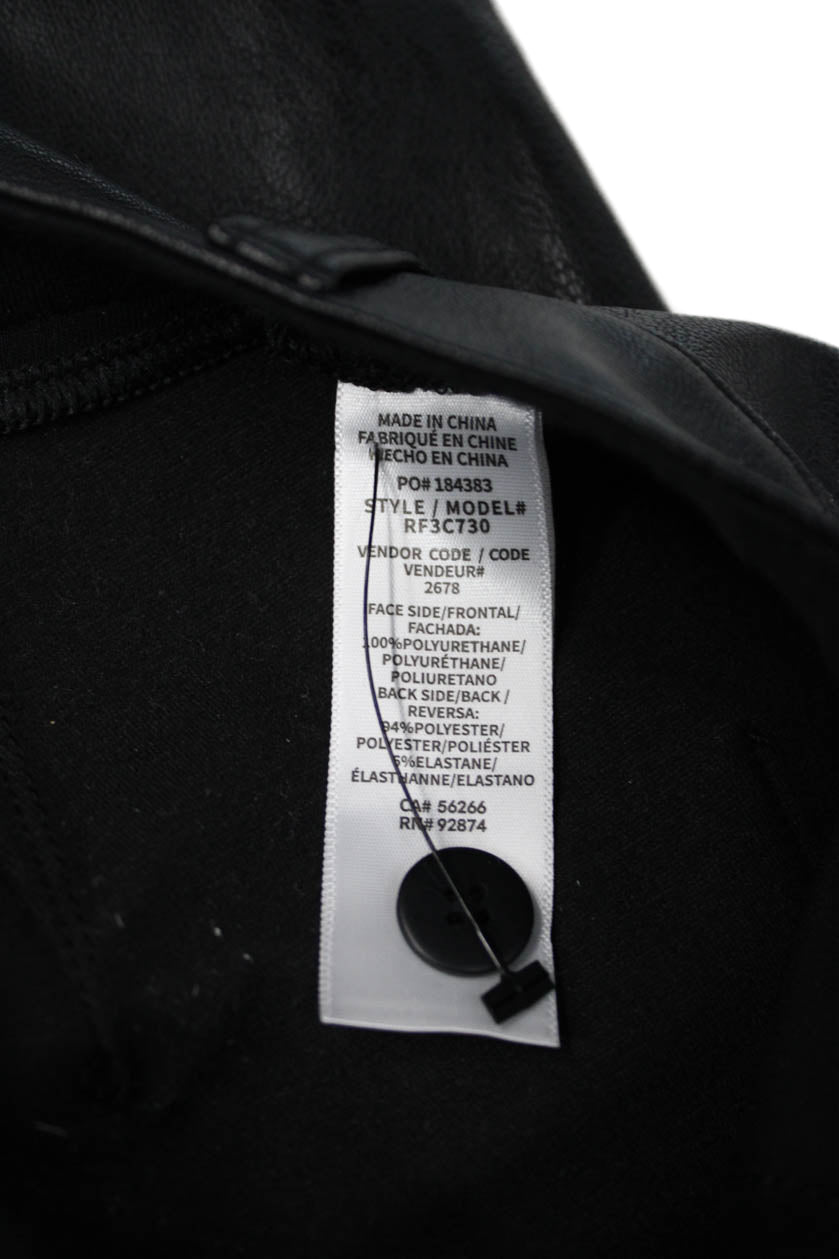 MADE IN CHINA
FABRIQUÉ EN CHINE
HECHO EN CHINA
PO# 184383
STYLE / MODEL#
RF3C730
VENDOR CODE / CODE
VENDEUR#
2678
FACE SIDE/FRONTAL/
FACHADA:
100%POLYURETHANE/
POLYURÉTHANE/
POLIURETANO
BACK SIDE/BACK /
REVERSA:
94%POLYESTER/
POLYESTER/POLIÉSTER
6%ELASTANE/
ÉLASTHANNE/ELASTANO
CA# 56266
RN# 92874